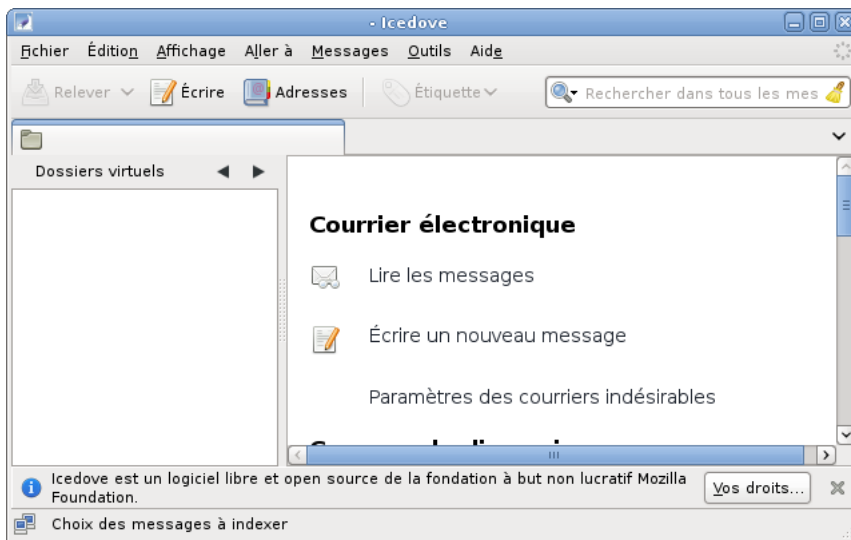 - Icedove
Fichier Édition Affichage Aller à Messages Outils Aide
Relever Écrire Adresses Étiquette Rechercher dans tous les mes
Dossiers virtuels
Courrier électronique
Lire les messages
Écrire un nouveau message
Paramètres des courriers indésirables
Icedove est un logiciel libre et open source de la fondation à but non lucratif Mozilla
Foundation.
Vos droits...
Choix des messages à indexer